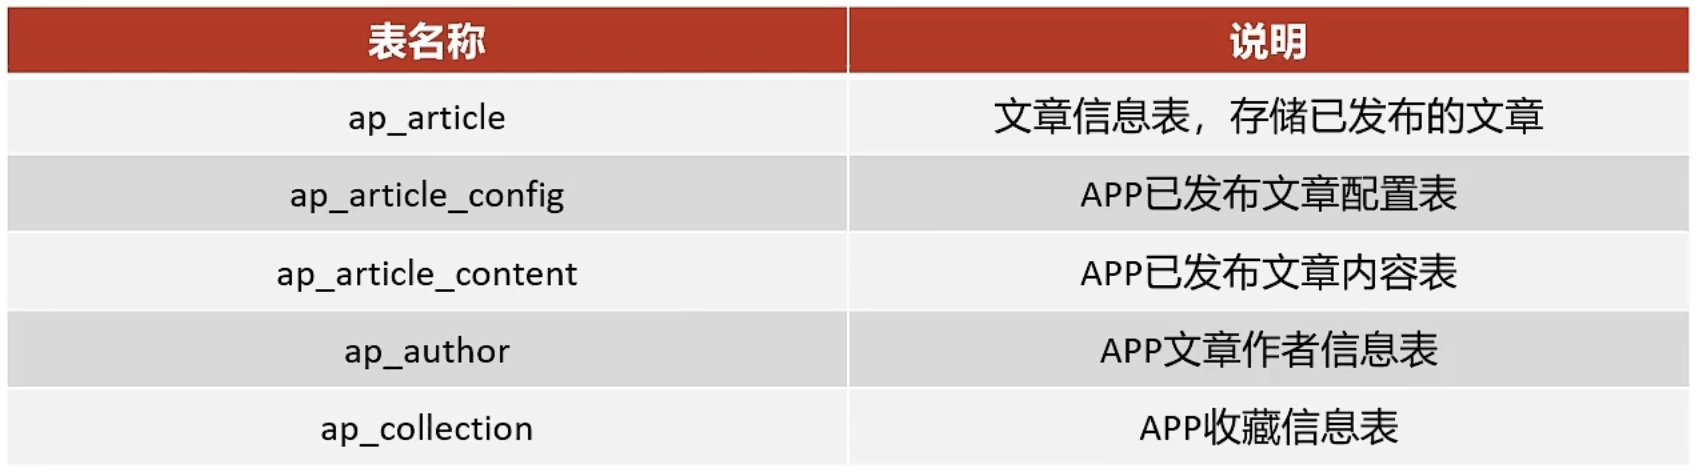 表名称 说明
ap_article 文章信息表，存储已发布的文章
ap_article_config APP已发布文章配置表
ap_article_content APP已发布文章内容表
ap_author APP文章作者信息表
ap_collection APP收藏信息表